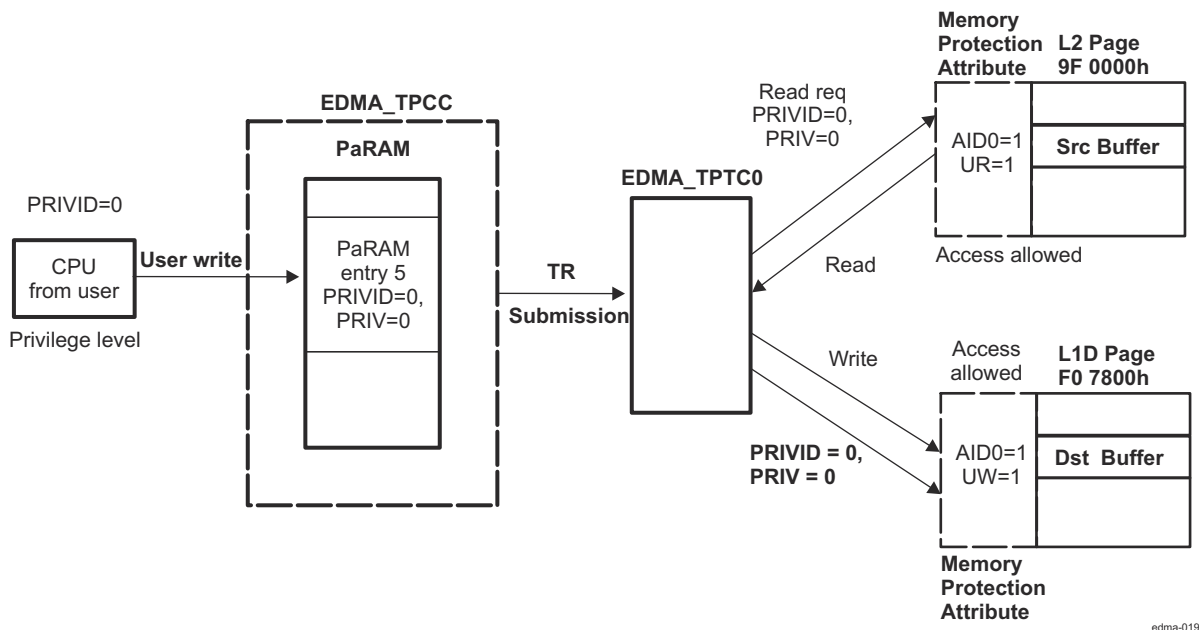 Memory
Protection
Attribute
L2 Page
9F 0000h
EDMA_TPCC
Read req
PRIVID=0,
PRIV=0
PaRAM
AID0=1
UR=1
Src Buffer
EDMA_TPTC0
PRIVID=0
CPU
from user
Privilege level
User write
PaRAM
entry 5
PRIVID=0,
PRIV=0
TR
Submission
Read
Access allowed
Write
Access
allowed
L1D Page
F0 7800h
PRIVID = 0,
PRIV = 0
AID0=1
UW=1
Dst Buffer
Memory
Protection
Attribute
edma-019